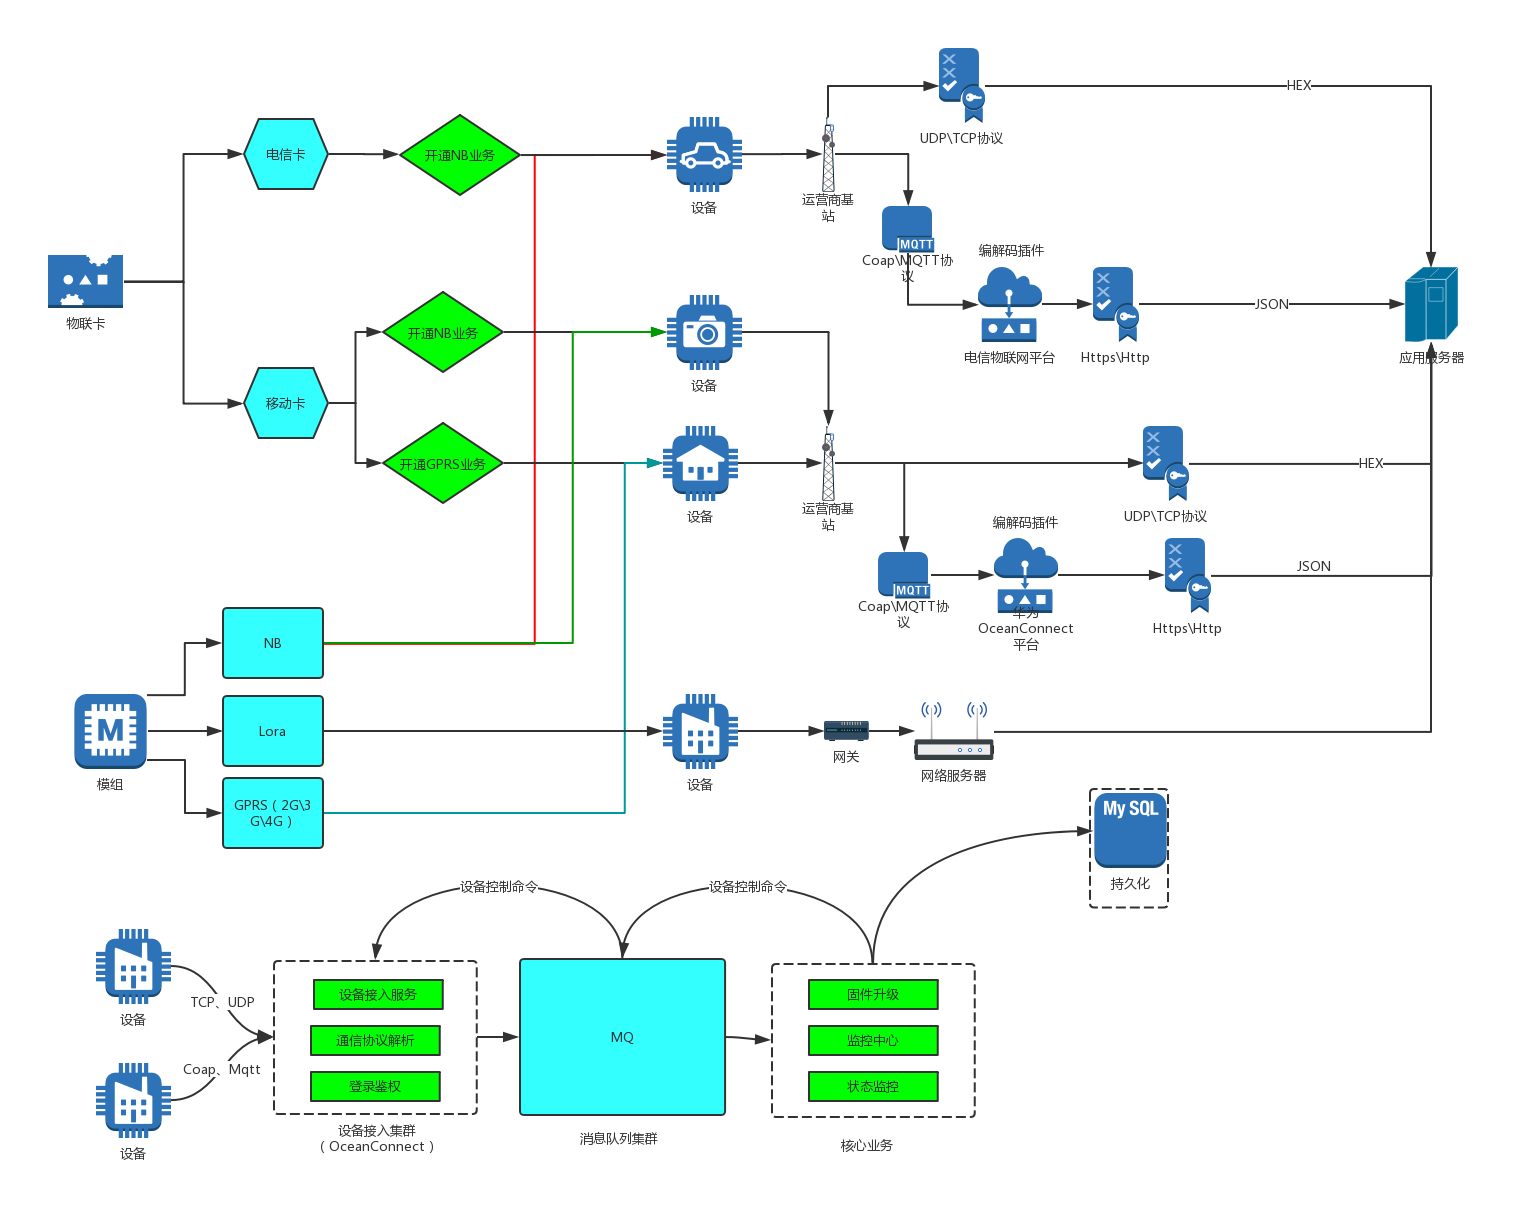 UDP\TCP协议
HEX
电信卡
开通NB业务
设备
运营商基
站
MQTT
Coap\MQTT协
议
编解码插件
物联卡
开通NB业务
设备
电信物联网平台
Https\Http
JSON
应用服务器
移动卡
开通GPRS业务
设备
运营商基
站
UDP\TCP协议
HEX
编解码插件
MQTT
Coap\MQTT协
议
华为
OceanConnect
平台
Https\Http
JSON
NB
M
模组
Lora
设备
网关
网络服务器
GPRS（2G\3
G\4G）
My SQL
持久化
设备控制命令
设备控制命令
设备
TCP、UDP
Coap、Mqtt
设备
设备接入服务
通信协议解析
登录鉴权
设备接入集群
（OceanConnect）
MQ
消息队列集群
固件升级
监控中心
状态监控
核心业务